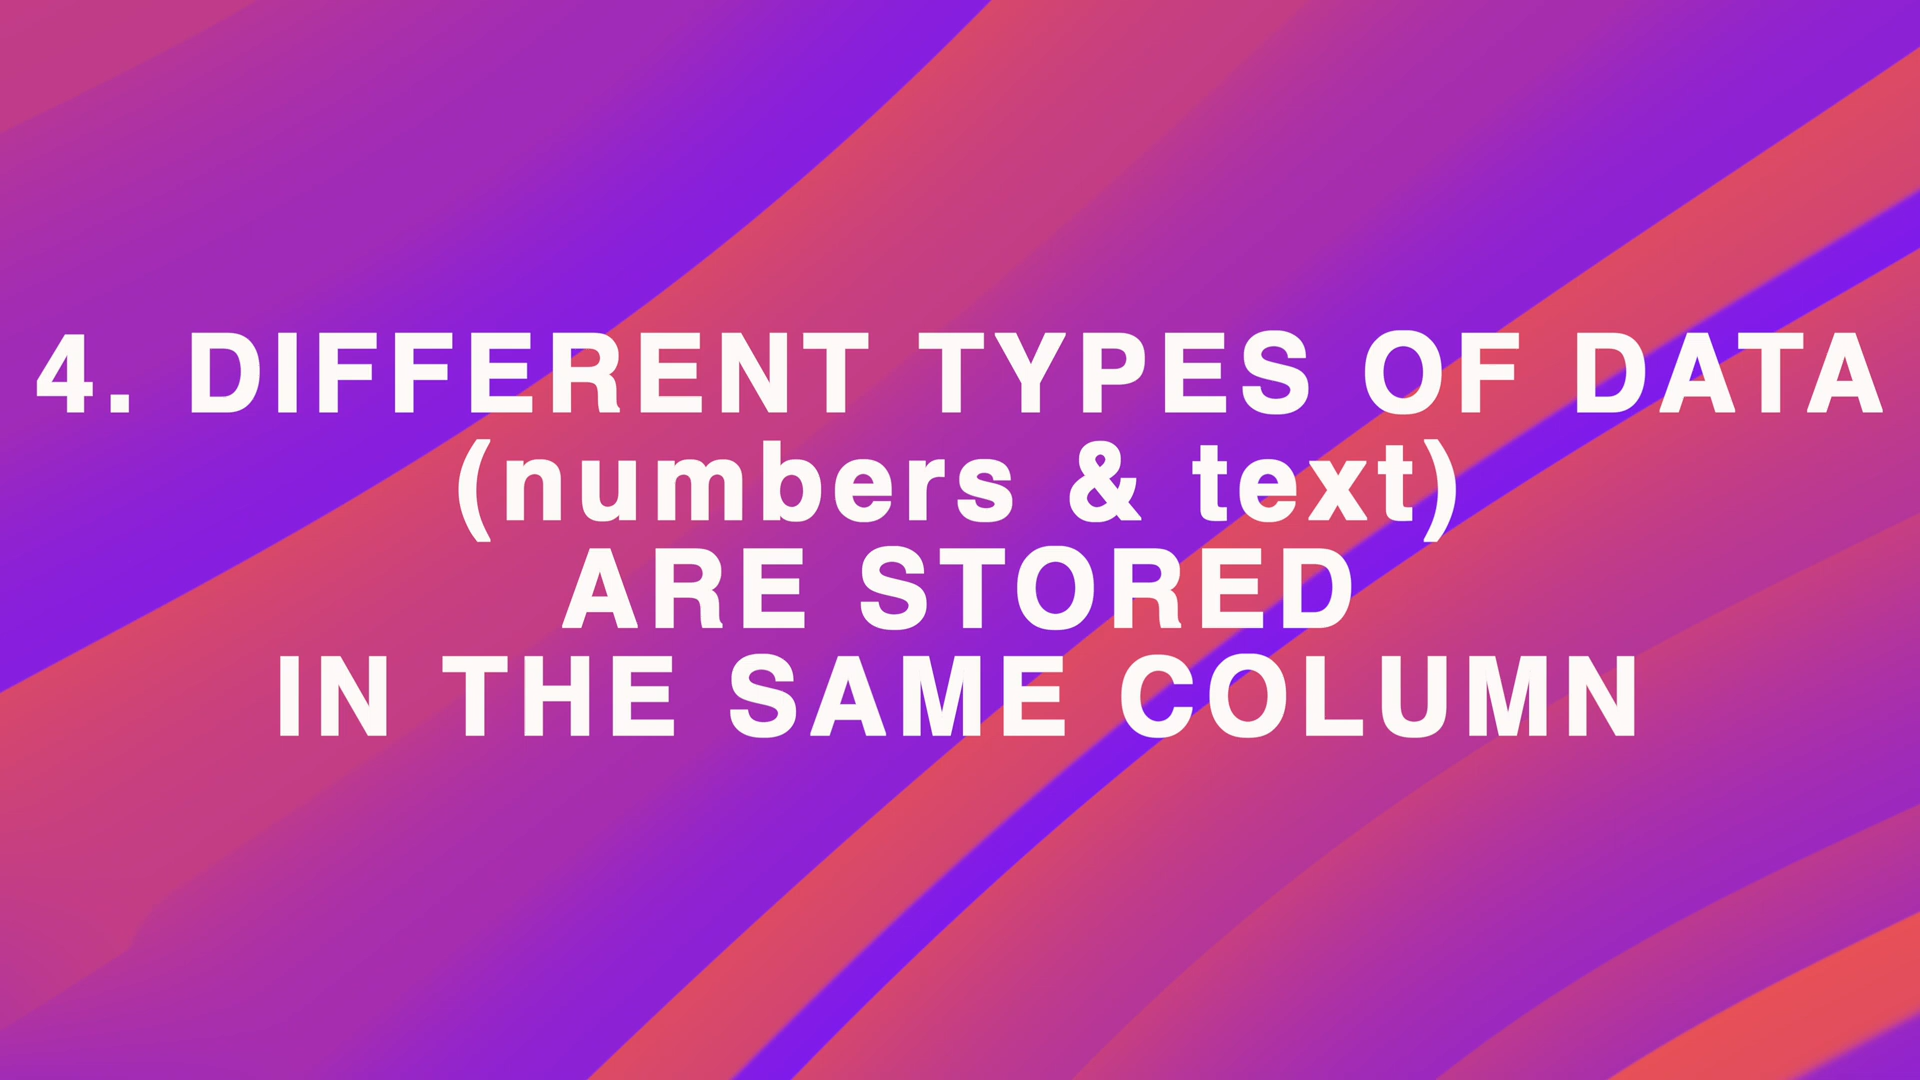 4. DIFFERENT TYPES OF DATA
(numbers & text)
ARE STORED
IN THE SAME COLUMN